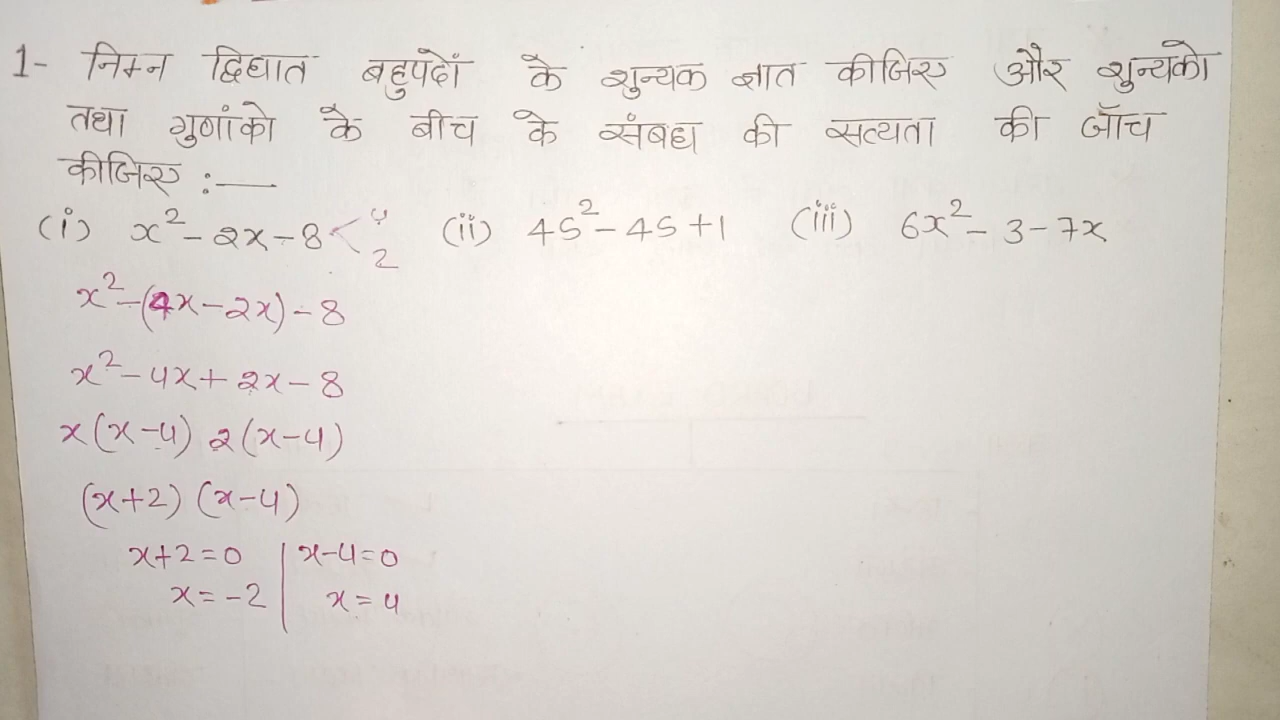 1- निम्न द्विघात बहुपदों के शुन्यक ज्ञात कीजिए और शुन्यको
तथा गुणांको के बीच के संबध की सत्यता की जॉच
कीजिए :—
(i) x²-2x-8< 4 2 (ii) 4S²-4S+1 (iii) 6x²-3-7x
x²-(4x-2x)-8
x²-4x+2x-8
x(x-4) 2(x-4)
(x+2) (x-4)
x+2=0 | x-4=0
x=-2 | x=4